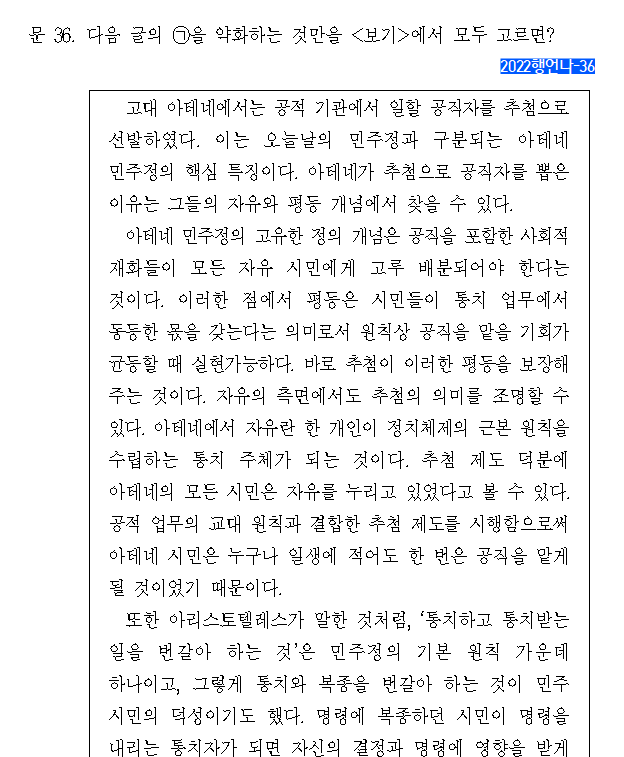 문 36. 다음 글의 ㉠을 약화하는 것만을 <보기>에서 모두 고르면?
2022행언나-36
고대 아테네에서는 공적 기관에서 일할 공직자를 추첨으로
선발하였다. 이는 오늘날의 민주정과 구분되는 아테네
민주정의 핵심 특징이다. 아테네가 추첨으로 공직자를 뽑은
이유는 그들의 자유와 평등 개념에서 찾을 수 있다.
아테네 민주정의 고유한 정의 개념은 공직을 포함한 사회적
재화들이 모든 자유 시민에게 고루 배분되어야 한다는
것이다. 이러한 점에서 평등은 시민들이 통치 업무에서
동등한 몫을 갖는다는 의미로서 원칙상 공직을 맡을 기회가
균등할 때 실현가능하다. 바로 추첨이 이러한 평등을 보장해
주는 것이다. 자유의 측면에서도 추첨의 의미를 조명할 수
있다. 아테네에서 자유란 한 개인이 정치체제의 근본 원칙을
수립하는 통치 주체가 되는 것이다. 추첨 제도 덕분에
아테네의 모든 시민은 자유를 누리고 있었다고 볼 수 있다.
공적 업무의 교대 원칙과 결합한 추첨 제도를 시행함으로써
아테네 시민은 누구나 일생에 적어도 한 번은 공직을 맡게
될 것이었기 때문이다.
또한 아리스토텔레스가 말한 것처럼, ‘통치하고 통치받는
일을 번갈아 하는 것’은 민주정의 기본 원칙 가운데
하나이고, 그렇게 통치와 복종을 번갈아 하는 것이 민주
시민의 덕성이기도 했다. 명령에 복종하던 시민이 명령을
내리는 통치자가 되면 자신의 결정과 명령에 영향을 받게